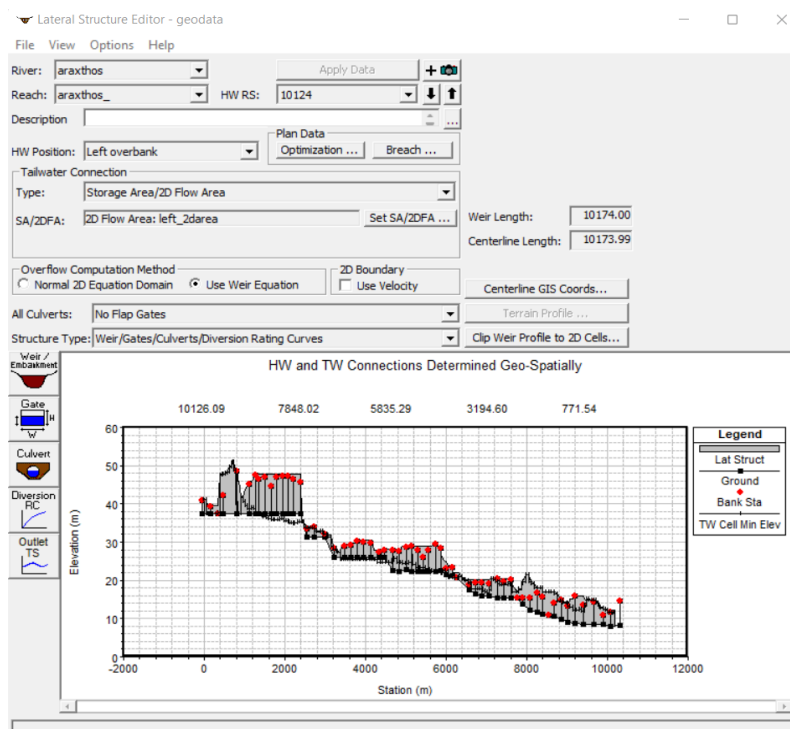 Lateral Structure Editor - geodata
File View Options Help
River: araxthos Apply Data
Reach: araxthos_ HW RS: 10124
Description ...
Plan Data
HW Position: Left overbank Optimization ... Breach ...
Tailwater Connection
Type: Storage Area/2D Flow Area
SA/2DFA: 2D Flow Area: left_2darea Set SA/2DFA ... Weir Length: 10174.00
Centerline Length: 10173.99
Overflow Computation Method 2D Boundary
Normal 2D Equation Domain Use Weir Equation Use Velocity Centerline GIS Coords...
All Culverts: No Flap Gates Terrain Profile ...
Structure Type: Weir/Gates/Culverts/Diversion Rating Curves Clip Weir Profile to 2D Cells...
Weir /
Embankment
Gate
H
W
Culvert
Diversion
RC
Outlet
TS
HW and TW Connections Determined Geo-Spatially
10126.09 7848.02 5835.29 3194.60 771.54
60
50
40
30
20
10
0
Elevation (m)
-2000 0 2000 4000 6000 8000 10000 12000
Station (m)
Legend
Lat Struct
Ground
Bank Sta
TW Cell Min Elev